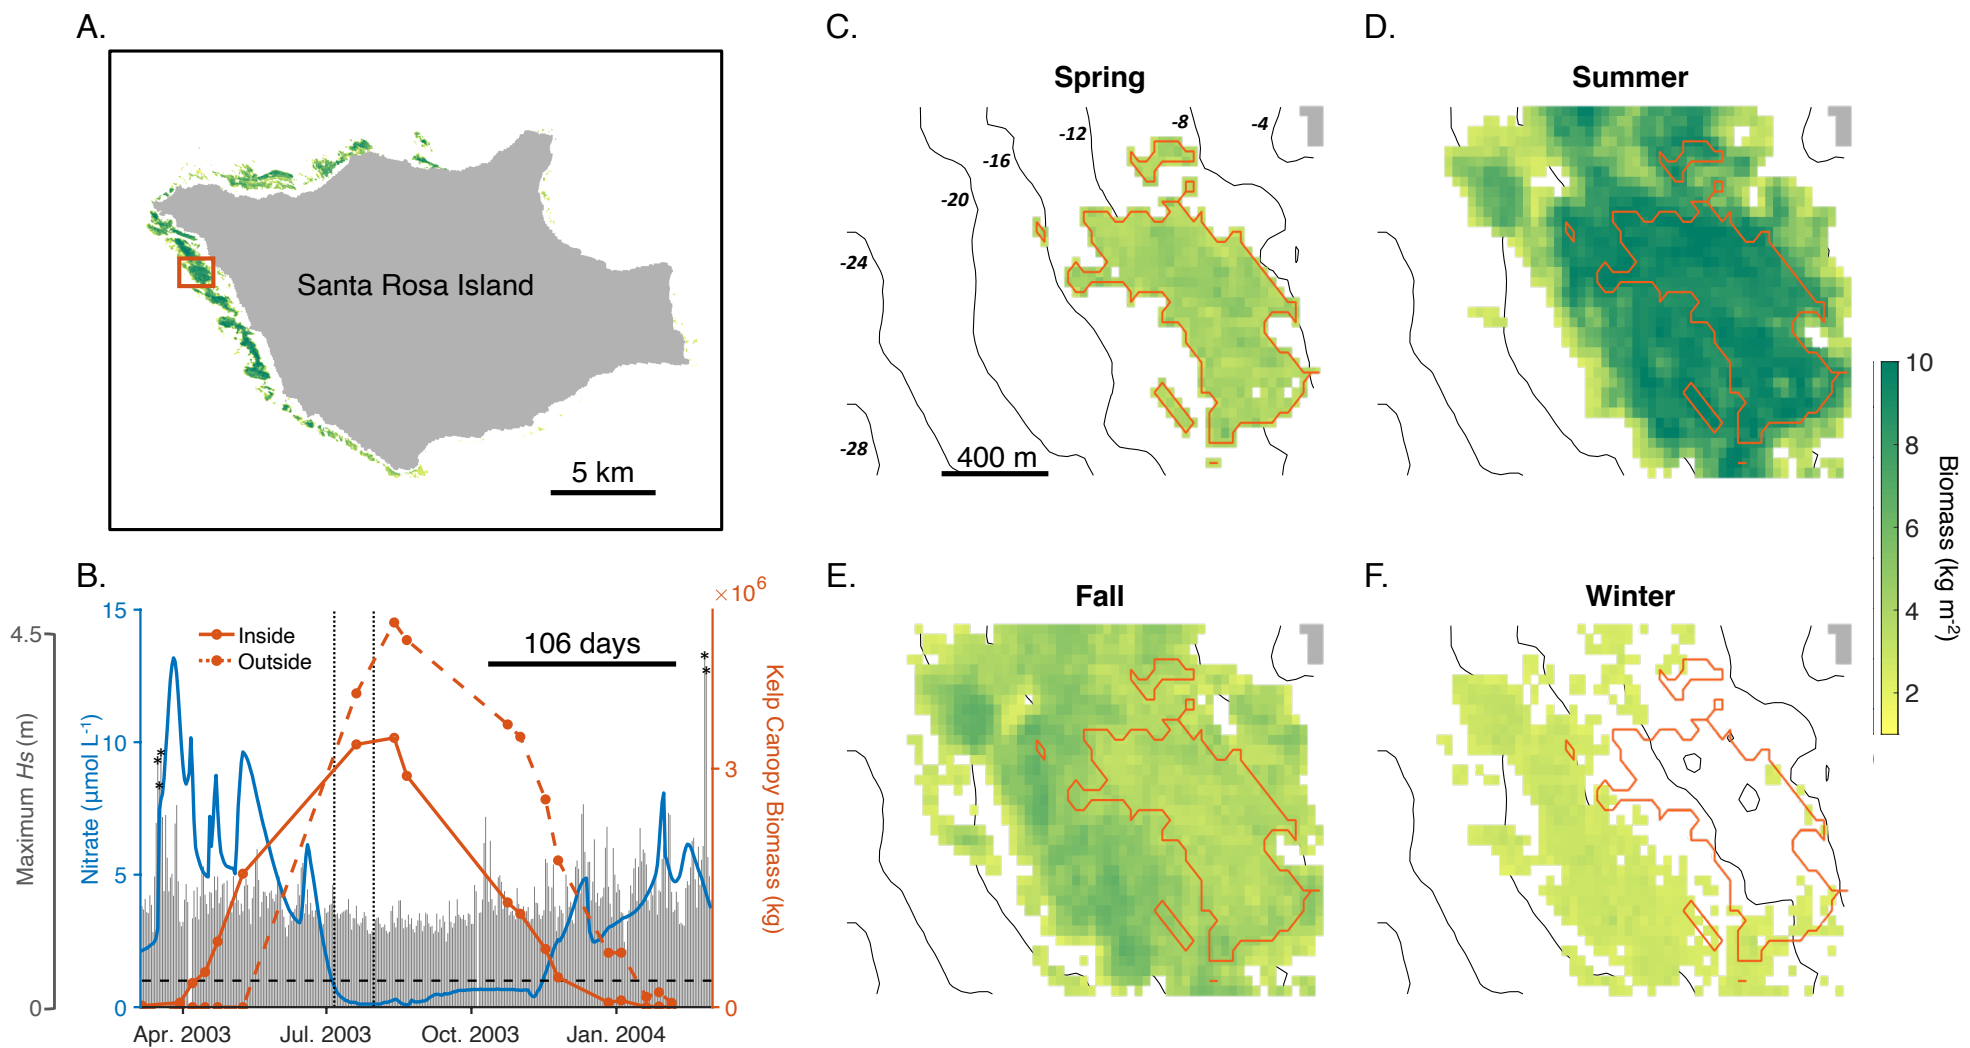 A.
Santa Rosa Island
5 km
B.
Maximum Hs (m)
4.5
0
Nitrate (µmol L-1)
15
10
5
0
Inside
Outside
106 days
**
*
**
×10^6
3
0
Kelp Canopy Biomass (kg)
Apr. 2003
Jul. 2003
Oct. 2003
Jan. 2004
C.
Spring
-4
-8
-12
-16
-20
-24
-28
400 m
D.
Summer
E.
Fall
F.
Winter
10
8
6
4
2
Biomass (kg m-2)